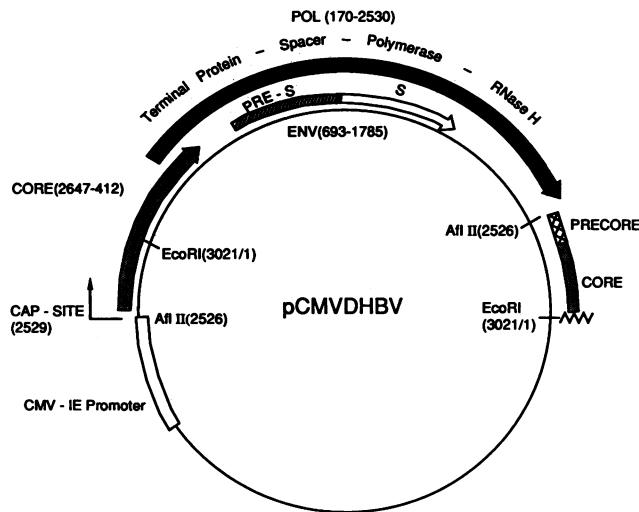 POL (170-2530)
Terminal Protein - Spacer - Polymerase - RNase H
PRE - S
S
ENV(693-1785)
CORE(2647-412)
Afl II(2526)
PRECORE
EcoRI(3021/1)
CORE
pCMVDHBV
EcoRI
(3021/1)
CAP - SITE
(2529)
Afl II(2526)
CMV - IE Promoter